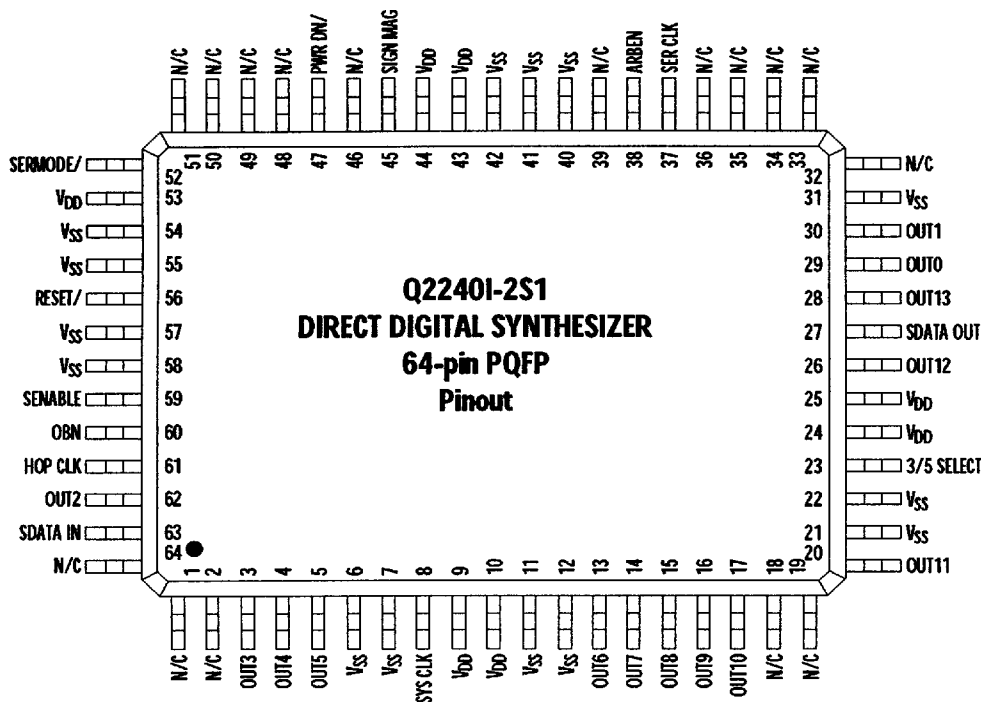 N/C
N/C
N/C
N/C
PWR DN/
N/C
SIGN MAG
VDD
VDD
VSS
VSS
VSS
N/C
ARBEN
SER CLK
N/C
N/C
N/C
N/C
51 50 49 48 47 46 45 44 43 42 41 40 39 38 37 36 35 34 33
SERMODE/ 52
VDD 53
VSS 54
VSS 55
RESET/ 56
VSS 57
VSS 58
SENABLE 59
OBN 60
HOP CLK 61
OUT2 62
SDATA IN 63
N/C 64
Q2240I-2S1
DIRECT DIGITAL SYNTHESIZER
64-pin PQFP
Pinout
32 N/C
31 VSS
30 OUT1
29 OUT0
28 OUT13
27 SDATA OUT
26 OUT12
25 VDD
24 VDD
23 3/5 SELECT
22 VSS
21 VSS
20 OUT11
1 2 3 4 5 6 7 8 9 10 11 12 13 14 15 16 17 18 19
N/C
N/C
OUT3
OUT4
OUT5
VSS
VSS
SYS CLK
VDD
VDD
VSS
VSS
OUT6
OUT7
OUT8
OUT9
OUT10
N/C
N/C